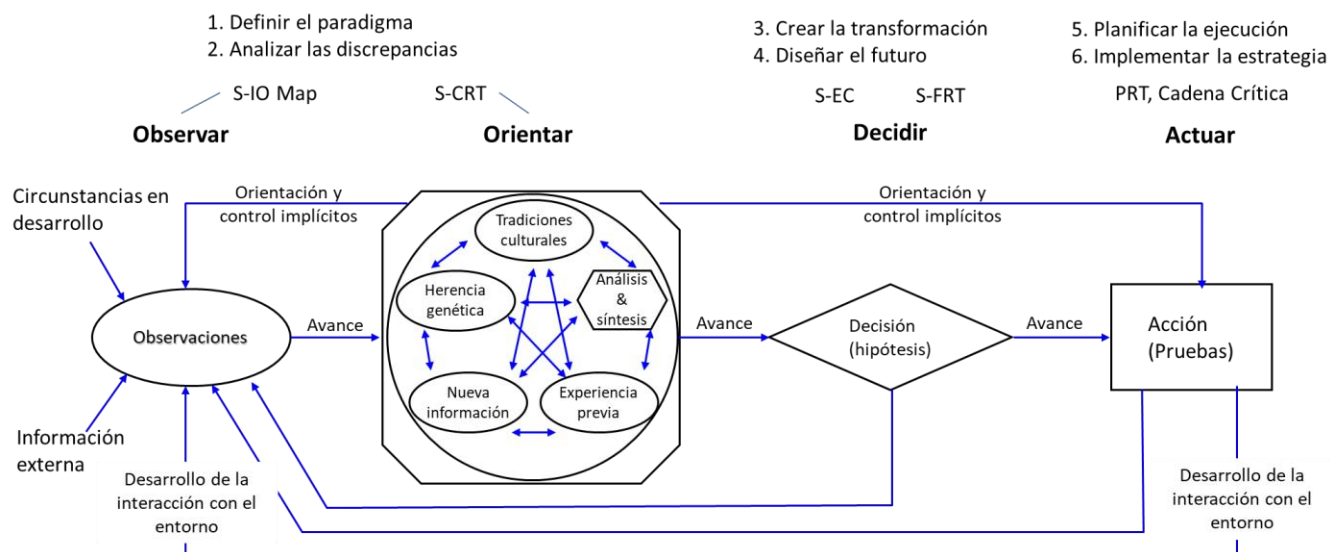 1. Definir el paradigma
2. Analizar las discrepancias
3. Crear la transformación
4. Diseñar el futuro
5. Planificar la ejecución
6. Implementar la estrategia
S-IO Map
S-CRT
S-EC
S-FRT
PRT, Cadena Crítica
Observar
Orientar
Decidir
Actuar
Circunstancias en
desarrollo
Orientación y
control implícitos
Orientación y
control implícitos
Tradiciones
culturales
Herencia
genética
Análisis
&
síntesis
Nueva
información
Experiencia
previa
Observaciones
Avance
Avance
Decisión
(hipótesis)
Avance
Acción
(Pruebas)
Información
externa
Desarrollo de la
interacción con el
entorno
Desarrollo de la
interacción con el
entorno